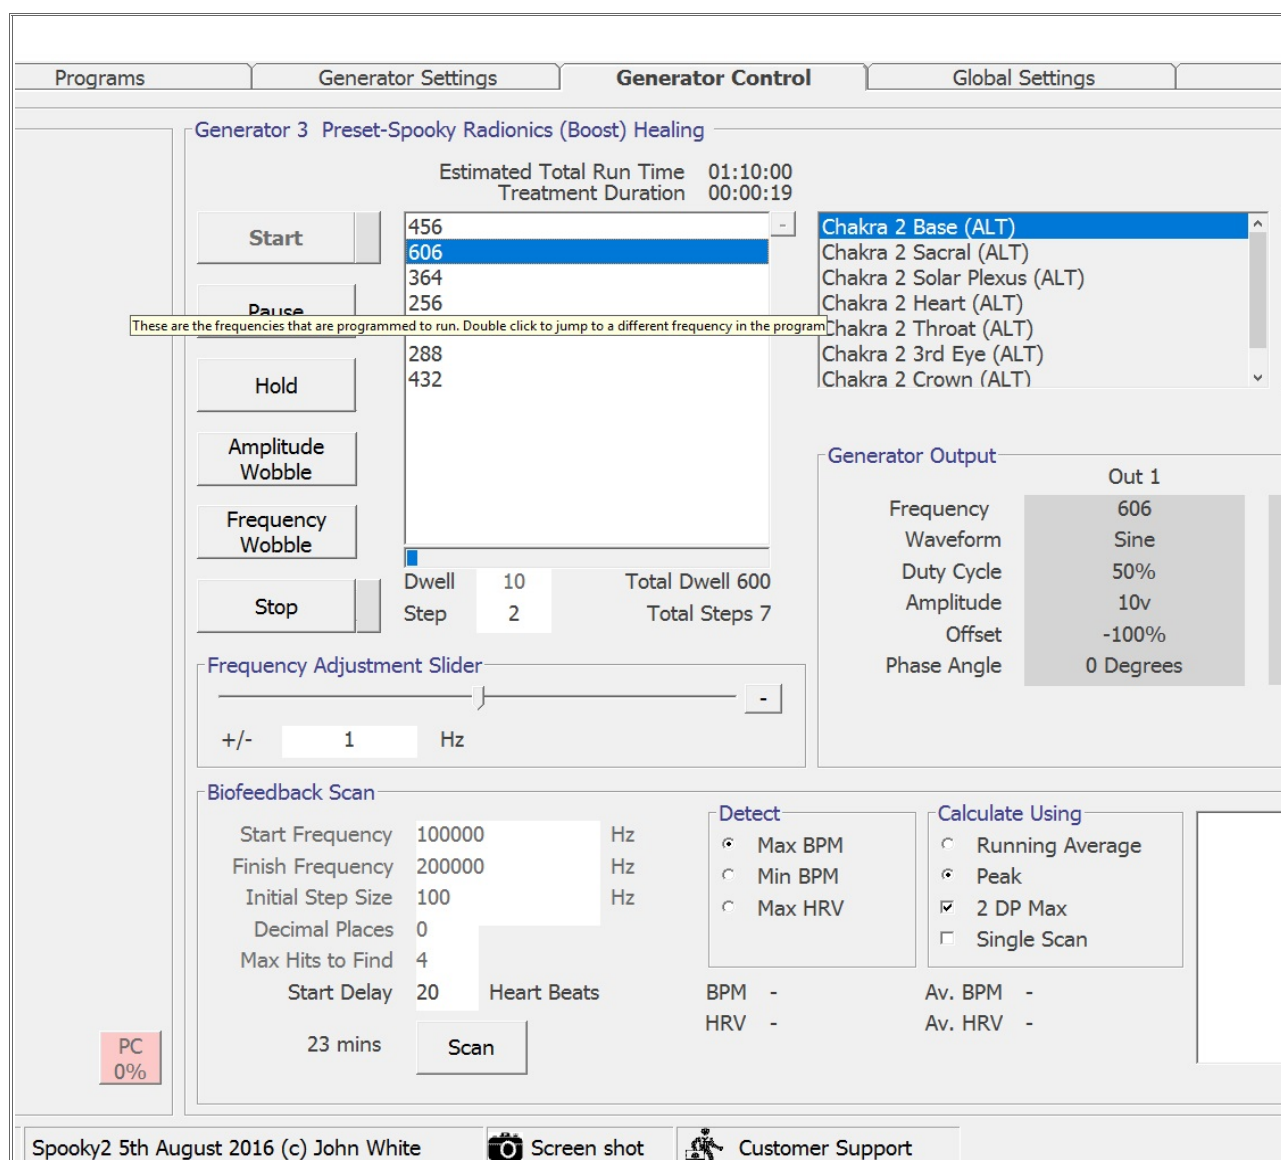 Programs
Generator Settings
Generator Control
Global Settings
Generator 3 Preset-Spooky Radionics (Boost) Healing
Estimated Total Run Time 01:10:00
Treatment Duration 00:00:19
Start
Pause
Hold
Amplitude
Wobble
Frequency
Wobble
Stop
456
606
364
256
These are the frequencies that are programmed to run. Double click to jump to a different frequency in the program
288
432
-
Chakra 2 Base (ALT)
Chakra 2 Sacral (ALT)
Chakra 2 Solar Plexus (ALT)
Chakra 2 Heart (ALT)
Chakra 2 Throat (ALT)
Chakra 2 3rd Eye (ALT)
Chakra 2 Crown (ALT)
Dwell 10 Total Dwell 600
Step 2 Total Steps 7
Generator Output
Out 1
Frequency 606
Waveform Sine
Duty Cycle 50%
Amplitude 10v
Offset -100%
Phase Angle 0 Degrees
Frequency Adjustment Slider
-
+/- 1 Hz
Biofeedback Scan
Start Frequency 100000 Hz
Finish Frequency 200000 Hz
Initial Step Size 100 Hz
Decimal Places 0
Max Hits to Find 4
Start Delay 20 Heart Beats
23 mins Scan
Detect
Max BPM
Min BPM
Max HRV
Calculate Using
Running Average
Peak
2 DP Max
Single Scan
BPM - Av. BPM -
HRV - Av. HRV -
PC
0%
Spooky2 5th August 2016 (c) John White
Screen shot
Customer Support